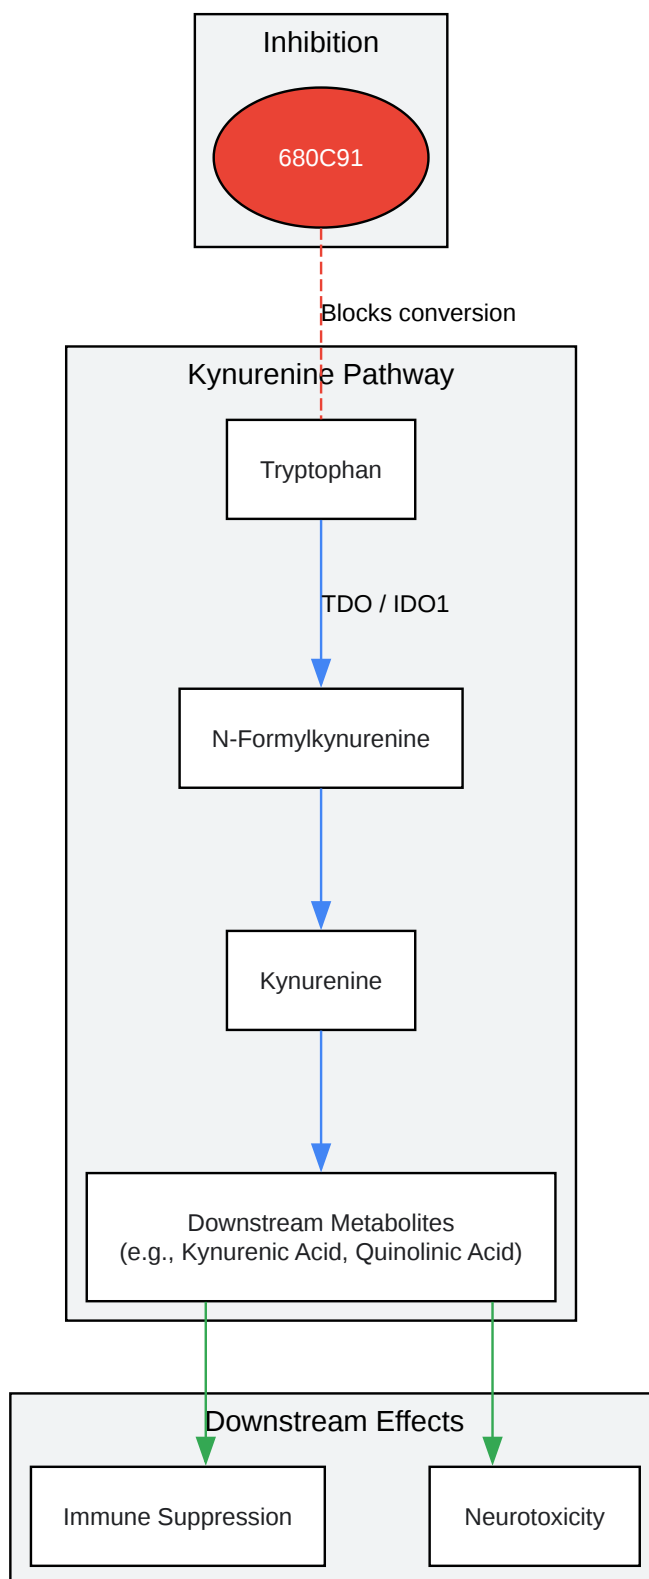 Inhibition
680C91
Blocks conversion
Kynurenine Pathway
Tryptophan
TDO / IDO1
N-Formylkynurenine
Kynurenine
Downstream Metabolites
(e.g., Kynurenic Acid, Quinolinic Acid)
Downstream Effects
Immune Suppression
Neurotoxicity